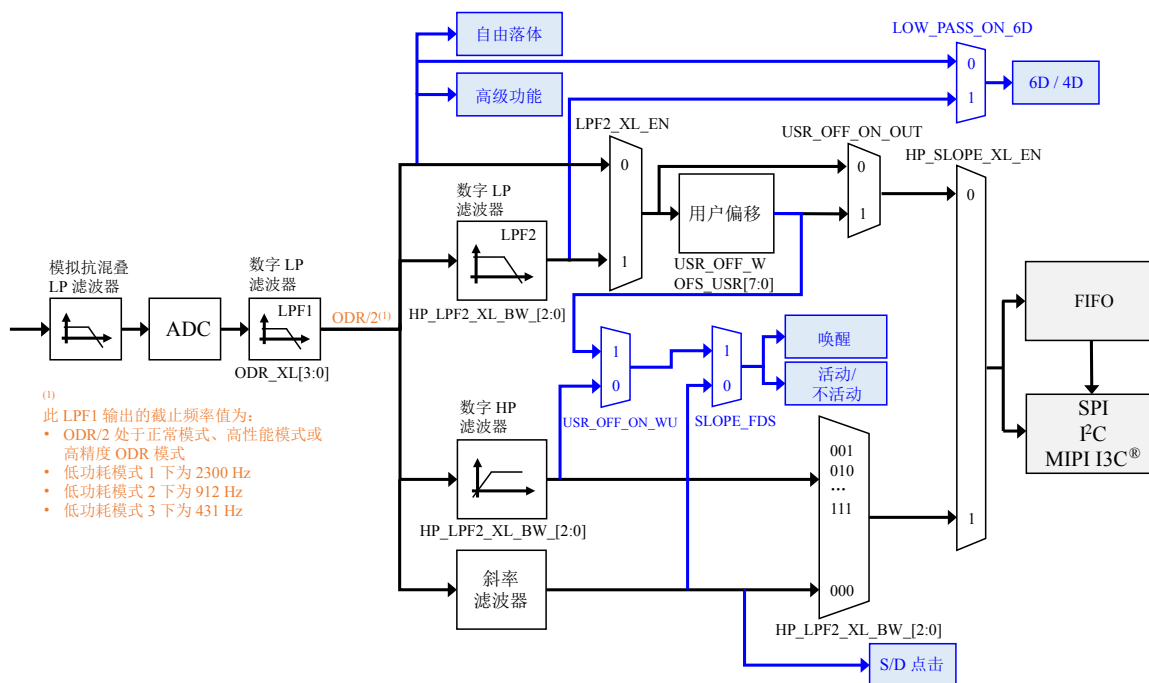 自由落体
LOW_PASS_ON_6D
0
1
6D / 4D
高级功能
LPF2_XL_EN
0
1
USR_OFF_ON_OUT
0
1
HP_SLOPE_XL_EN
0
1
数字 LP
滤波器
LPF2
HP_LPF2_XL_BW_[2:0]
用户偏移
USR_OFF_W
OFS_USR[7:0]
模拟抗混叠
LP 滤波器
ADC
数字 LP
滤波器
LPF1
ODR_XL[3:0]
ODR/2(1)
FIFO
SPI
I²C
MIPI I3C®
1
0
USR_OFF_ON_WU
1
0
SLOPE_FDS
唤醒
活动/
不活动
(1)
此 LPF1 输出的截止频率值为：
• ODR/2 处于正常模式、高性能模式或
高精度 ODR 模式
• 低功耗模式 1 下为 2300 Hz
• 低功耗模式 2 下为 912 Hz
• 低功耗模式 3 下为 431 Hz
数字 HP
滤波器
HP_LPF2_XL_BW_[2:0]
001
010
...
111
000
HP_LPF2_XL_BW_[2:0]
斜率
滤波器
S/D 点击